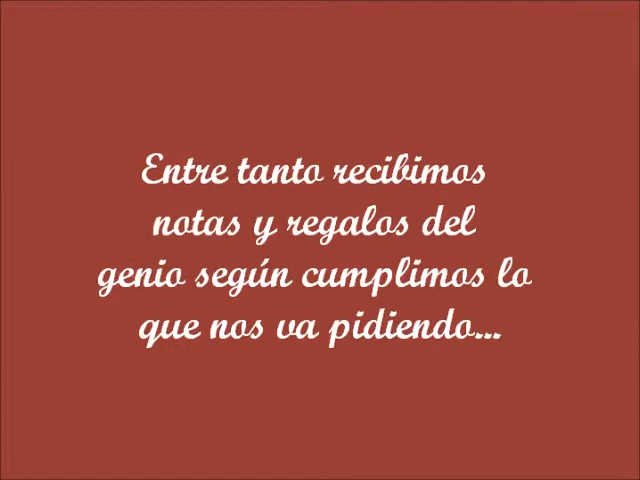 Entre tanto recibimos
notas y regalos del
genio según cumplimos lo
que nos va pidiendo...